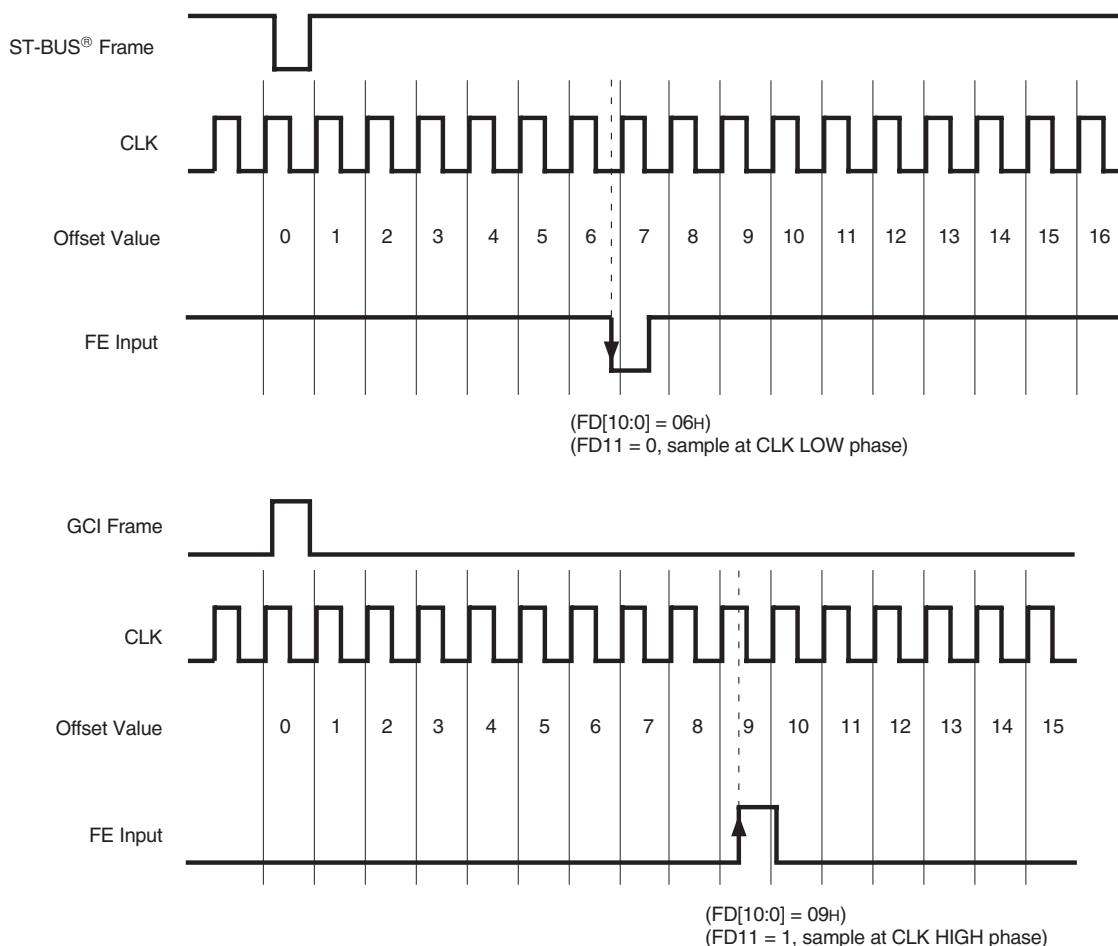 ST-BUS® Frame
CLK
Offset Value 0 1 2 3 4 5 6 7 8 9 10 11 12 13 14 15 16
FE Input
(FD[10:0] = 06H)
(FD11 = 0, sample at CLK LOW phase)
GCI Frame
CLK
Offset Value 0 1 2 3 4 5 6 7 8 9 10 11 12 13 14 15
FE Input
(FD[10:0] = 09H)
(FD11 = 1, sample at CLK HIGH phase)